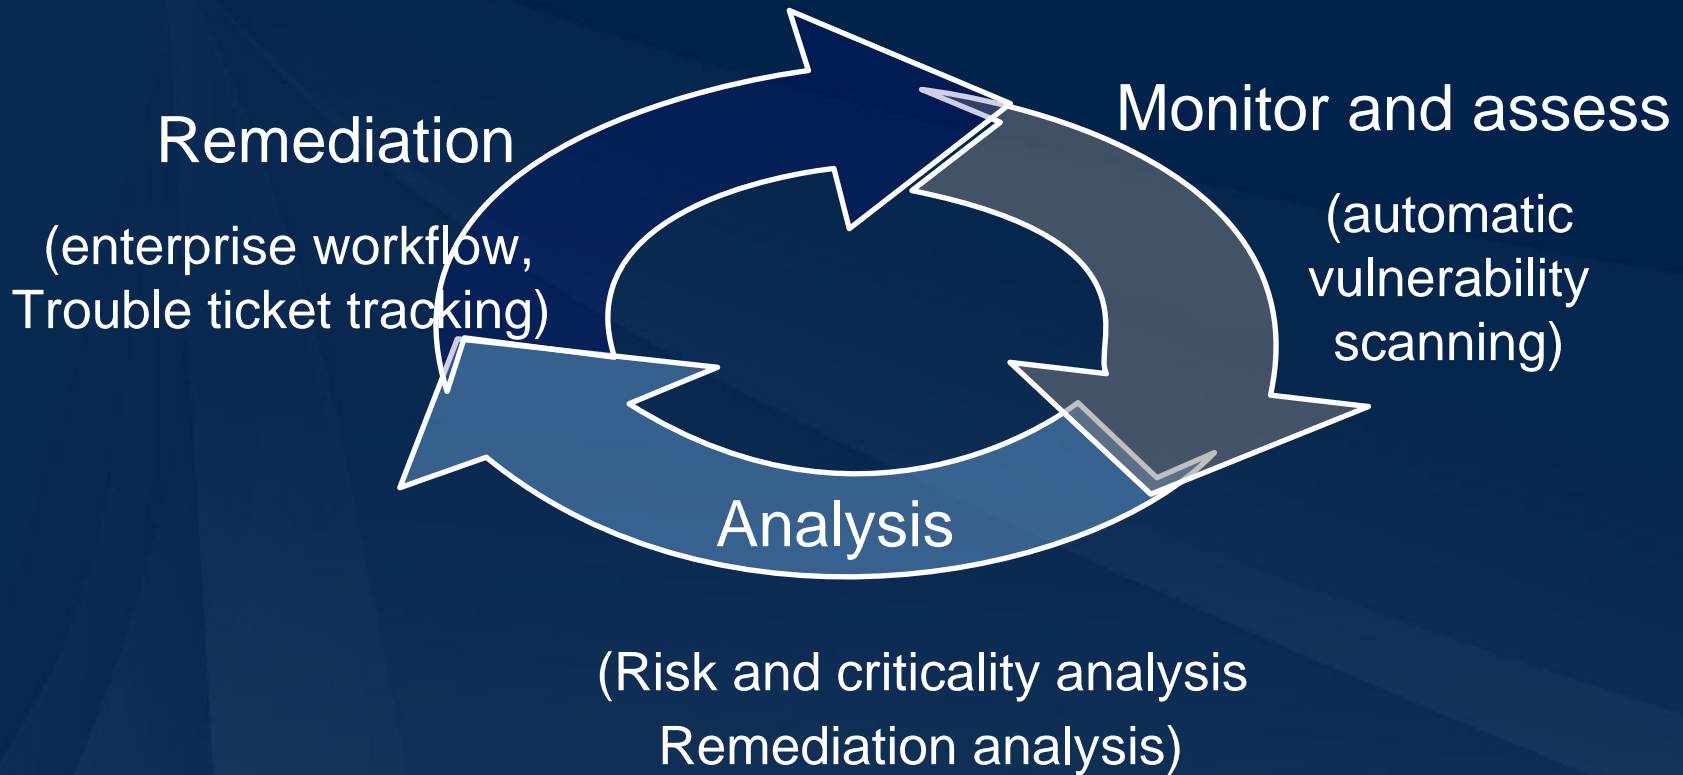 Remediation
(enterprise workflow,
Trouble ticket tracking)
Monitor and assess
(automatic
vulnerability
scanning)
Analysis
(Risk and criticality analysis
Remediation analysis)